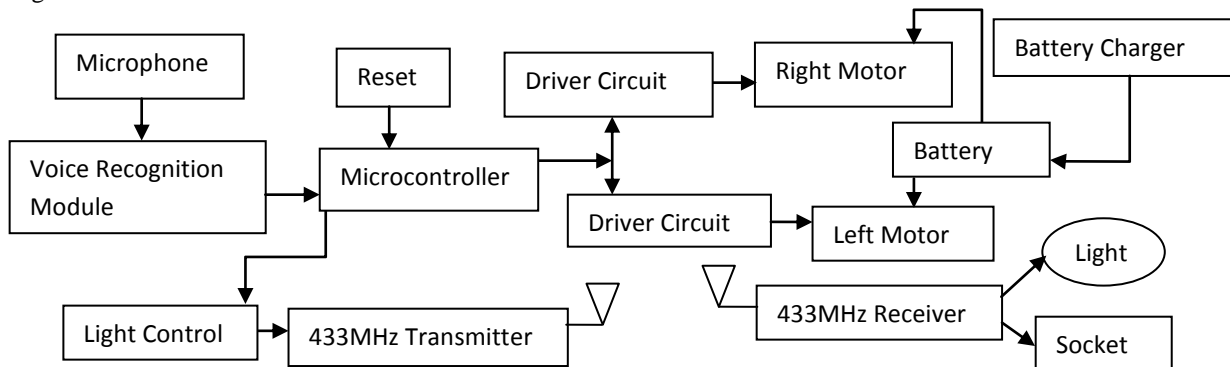 Microphone
Reset
Driver Circuit
Right Motor
Battery Charger
Voice Recognition
Module
Microcontroller
Battery
Driver Circuit
Left Motor
Light
Light Control
433MHz Transmitter
433MHz Receiver
Socket